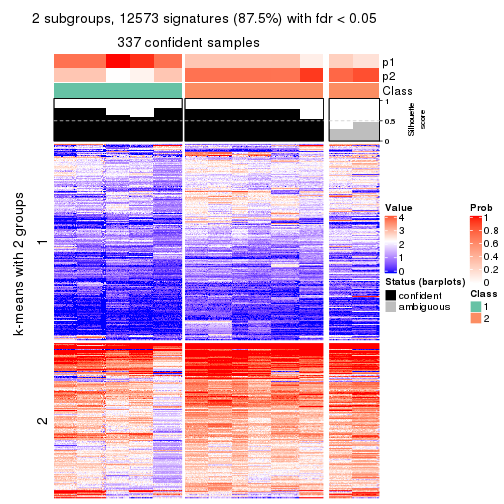 2 subgroups, 12573 signatures (87.5%) with fdr < 0.05
337 confident samples
p1
p2
Class
1
0.5
0
Silhouette
score
k-means with 2 groups
1
2
Value
4
3
2
1
0
Status (barplots)
confident
ambiguous
Prob
1
0.8
0.6
0.4
0.2
0
Class
1
2